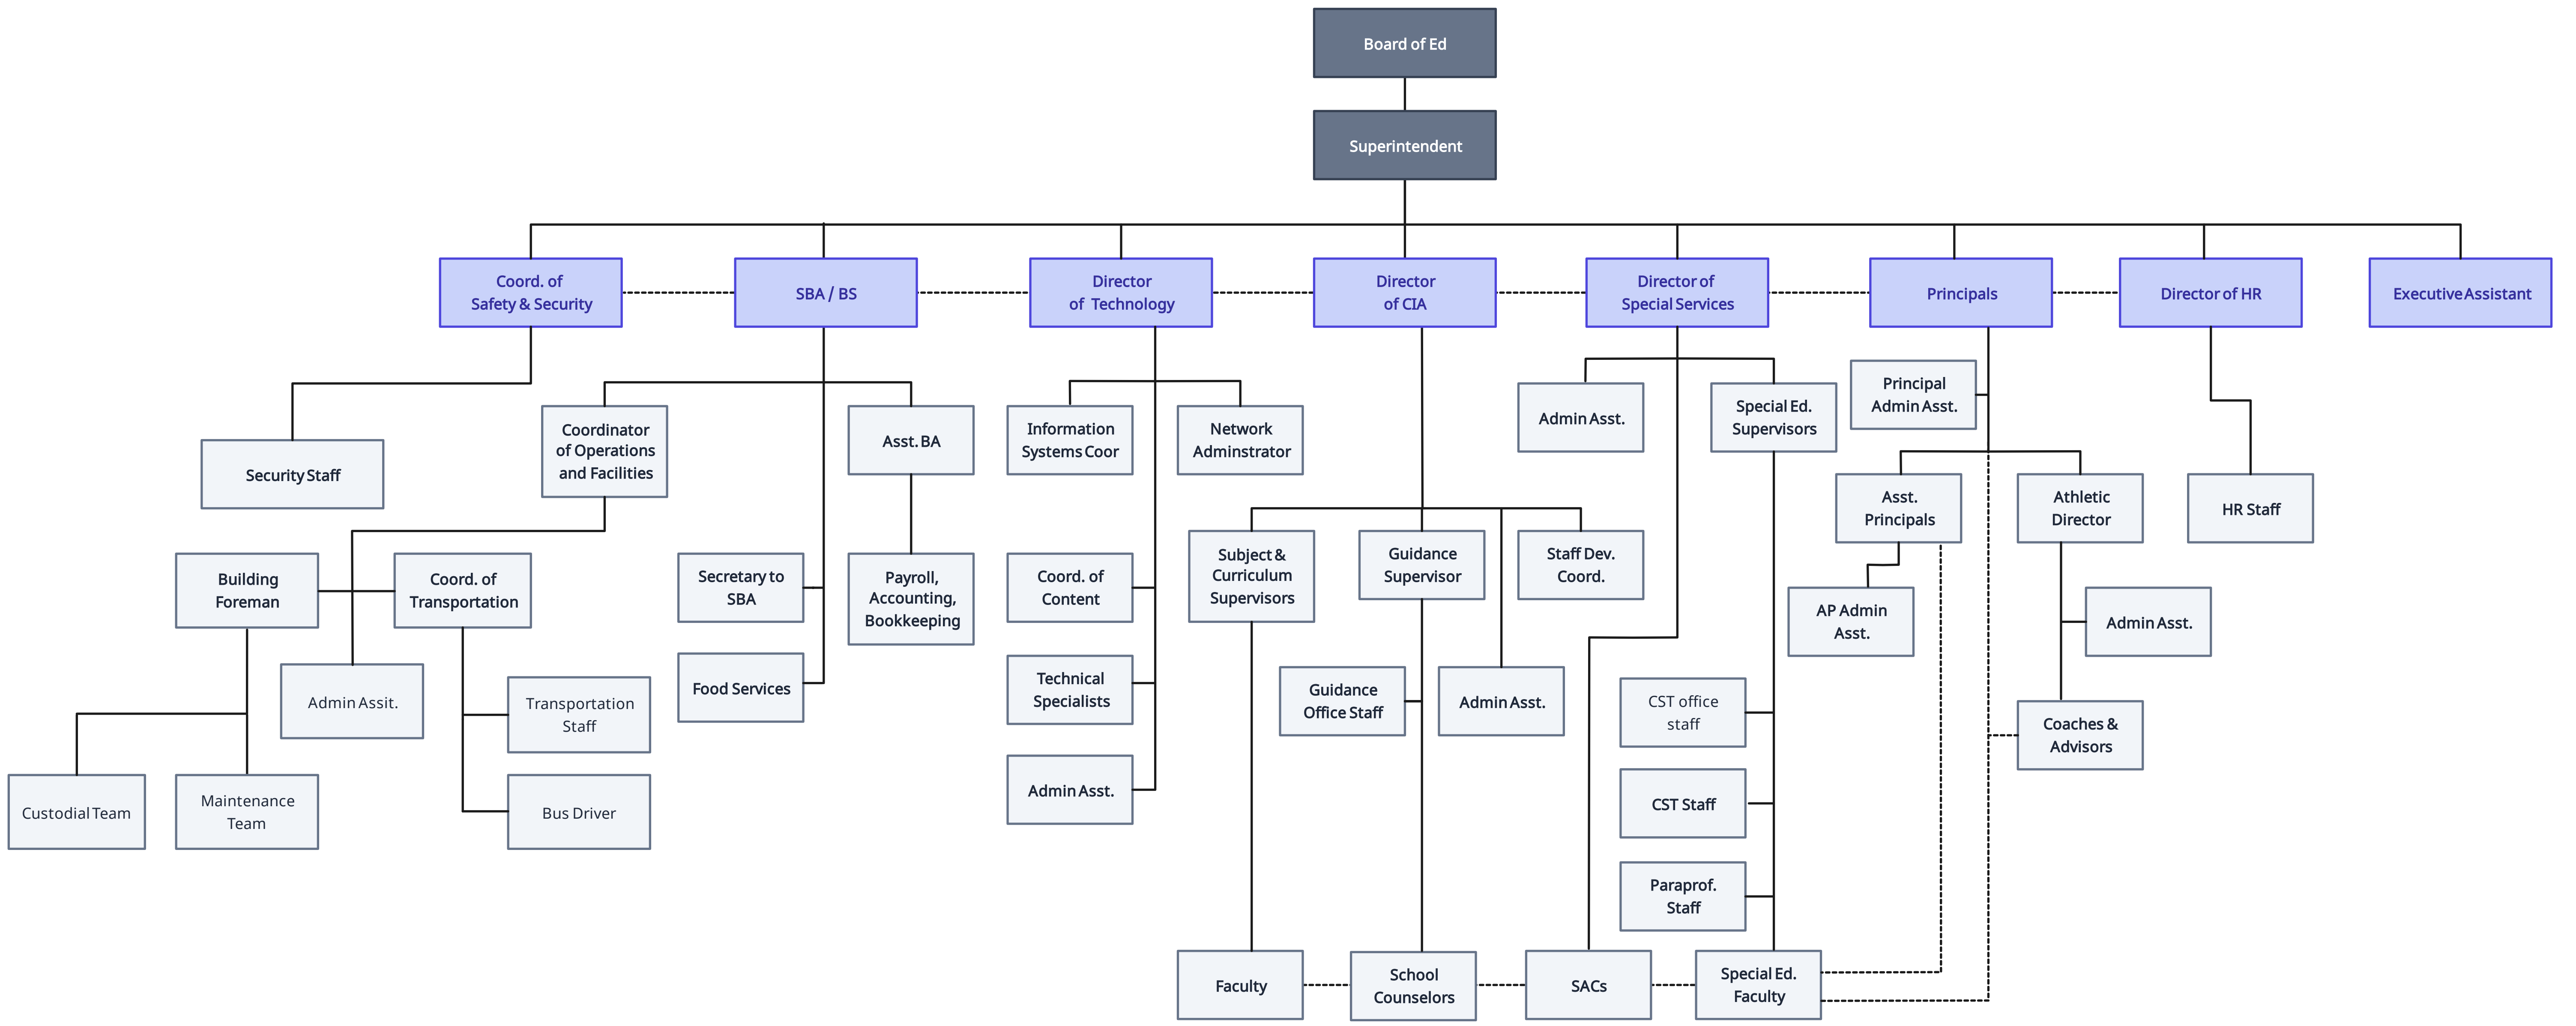 Board of Ed
Superintendent
Coord. of
Safety & Security
SBA / BS
Director
of Technology
Director
of CIA
Director of
Special Services
Principals
Director of HR
Executive Assistant
Security Staff
Coordinator
of Operations
and Facilities
Asst. BA
Information
Systems Coor
Network
Adminstrator
Admin Asst.
Special Ed.
Supervisors
Principal
Admin Asst.
Asst.
Principals
Athletic
Director
HR Staff
Building
Foreman
Coord. of
Transportation
Secretary to
SBA
Payroll,
Accounting,
Bookkeeping
Coord. of
Content
Subject &
Curriculum
Supervisors
Guidance
Supervisor
Staff Dev.
Coord.
AP Admin
Asst.
Admin Asst.
Admin Assit.
Transportation
Staff
Food Services
Technical
Specialists
Guidance
Office Staff
Admin Asst.
CST office
staff
Coaches &
Advisors
Custodial Team
Maintenance
Team
Bus Driver
Admin Asst.
CST Staff
Paraprof.
Staff
Faculty
School
Counselors
SACs
Special Ed.
Faculty